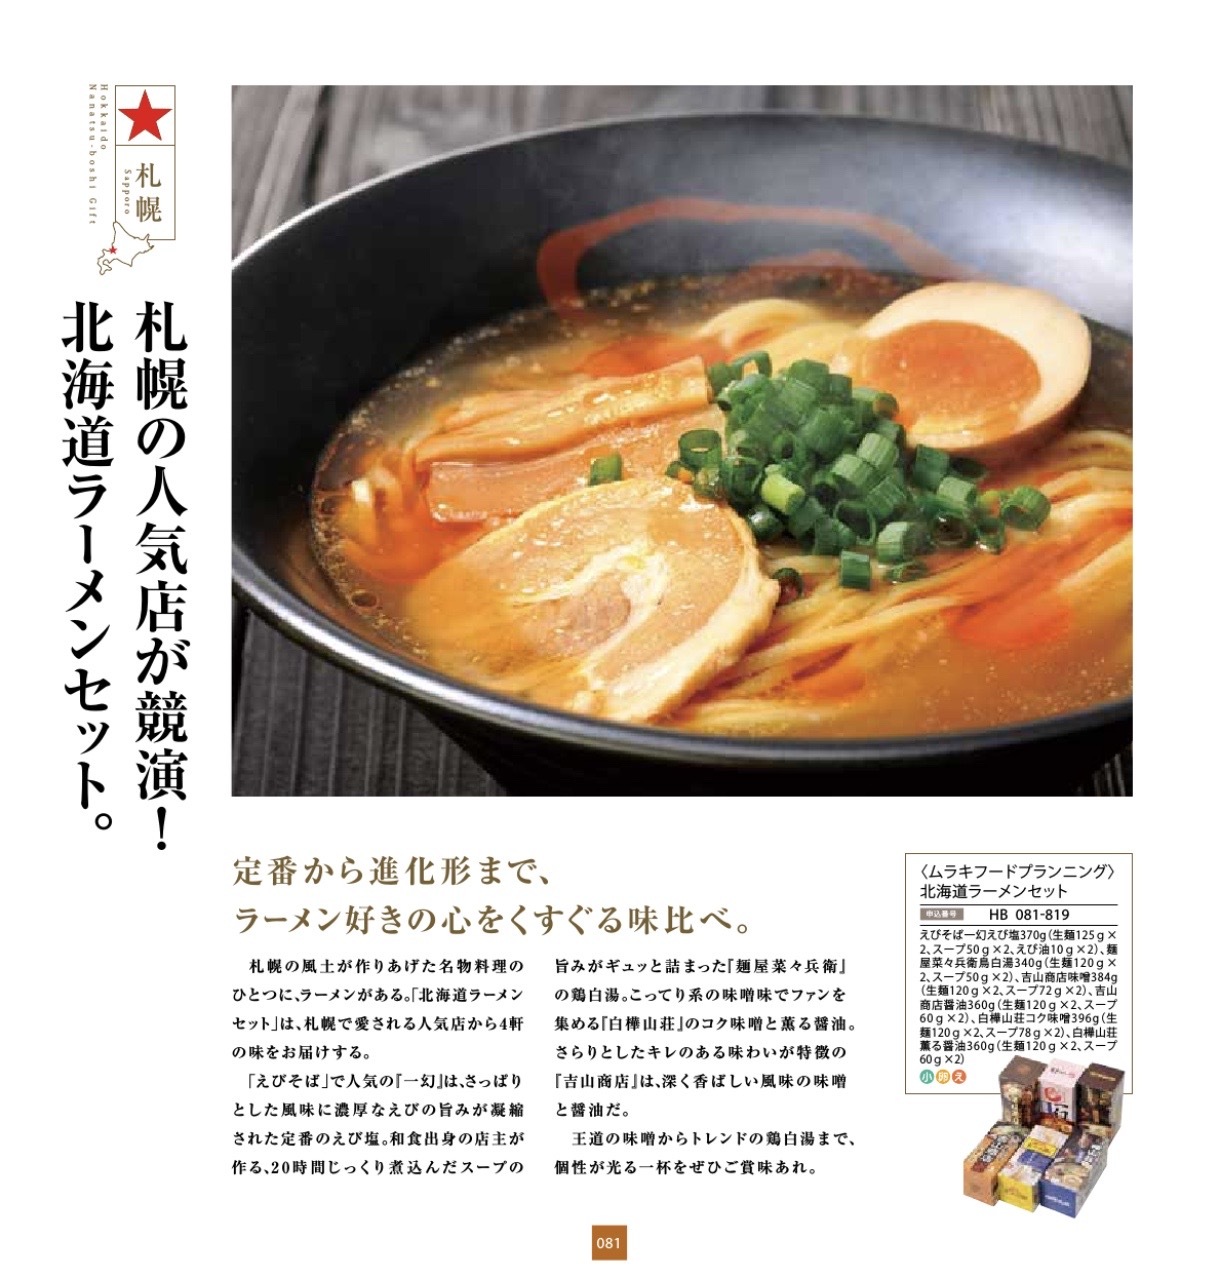 Hokkaido
Nanatsu-boshi Gift
札幌
Sapporo
札幌の人気店が競演！
北海道ラーメンセット。
定番から進化形まで、
ラーメン好きの心をくすぐる味比べ。
札幌の風土が作りあげた名物料理の
ひとつに、ラーメンがある。「北海道ラーメン
セット」は、札幌で愛される人気店から4軒
の味をお届けする。
「えびそば」で人気の『一幻』は、さっぱり
とした風味に濃厚なえびの旨みが凝縮
された定番のえび塩。和食出身の店主が
作る、20時間じっくり煮込んだスープの
旨みがギュッと詰まった『麺屋菜々兵衛』
の鶏白湯。こってり系の味噌味でファンを
集める『白樺山荘』のコク味噌と薫る醤油。
さらりとしたキレのある味わいが特徴の
『吉山商店』は、深く香ばしい風味の味噌
と醤油だ。
王道の味噌からトレンドの鶏白湯まで、
個性が光る一杯をぜひご賞味あれ。
〈ムラキフードプランニング〉
北海道ラーメンセット
申込番号 HB 081-819
えびそば一幻えび塩370g（生麺125ｇ×
2、スープ50ｇ×2、えび油10ｇ×2）、麺
屋菜々兵衛鳥白湯340g（生麺120ｇ×
2、スープ50ｇ×2）、吉山商店味噌384g
（生麺120ｇ×2、スープ72ｇ×2）、吉山
商店醤油360g（生麺120ｇ×2、スープ
60ｇ×2）、白樺山荘コク味噌396g（生
麺120ｇ×2、スープ78ｇ×2）、白樺山荘
薫る醤油360g（生麺120ｇ×2、スープ
60ｇ×2）
小 卵 え
081